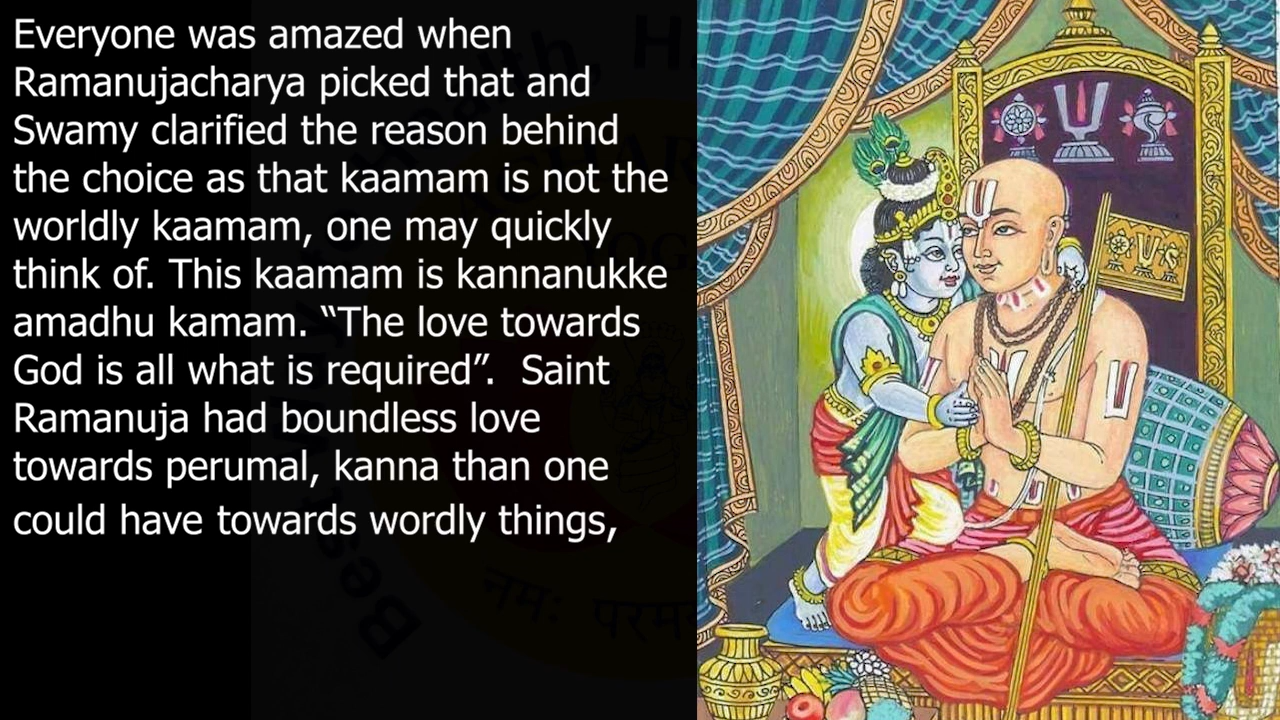 Everyone was amazed when
Ramanujacharya picked that and
Swamy clarified the reason behind
the choice as that kaamam is not the
worldly kaamam, one may quickly
think of. This kaamam is kannanukke
amadhu kamam. “The love towards
God is all what is required”.  Saint
Ramanuja had boundless love
towards perumal, kanna than one
could have towards wordly things,